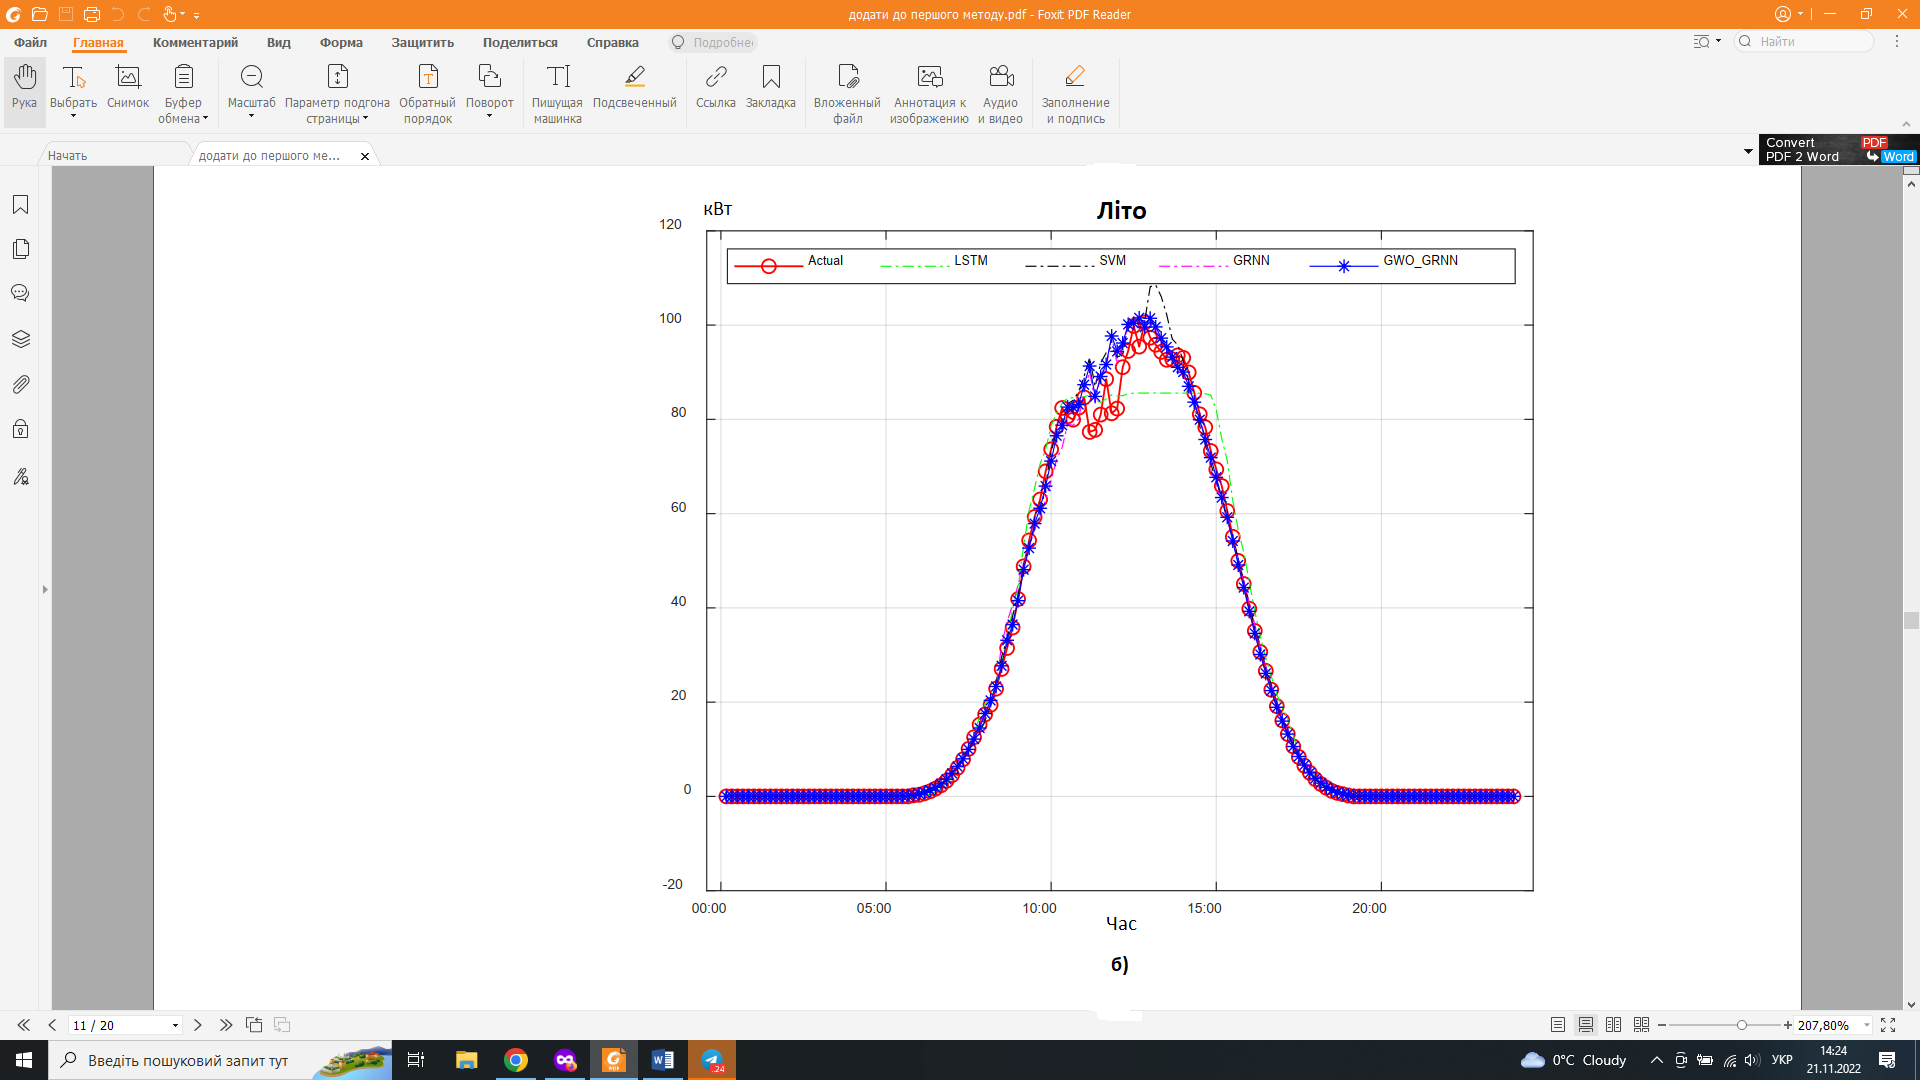 додати до першого методу.pdf - Foxit PDF Reader
Файл Главная Комментарий Вид Форма Защитить Поделиться Справка Подробнее Найти
Рука Выбрать Снимок Буфер обмена Масштаб Параметр подгона страницы Обратный порядок Поворот Пишущая машинка Подсвеченный Ссылка Закладка Вложенный файл Аннотация к изображению Аудио и видео Заполнение и подпись
Начать
додати до першого ме...
Convert PDF
PDF 2 Word Word
кВт Літо
120
Actual LSTM SVM GRNN GWO_GRNN
100
80
60
40
20
0
-20
00:00 05:00 10:00 15:00 20:00
Час
б)
11 / 20 207,80%
Введіть пошуковий запит тут
PDF
.24
0°C Cloudy
УКР
14:24
21.11.2022